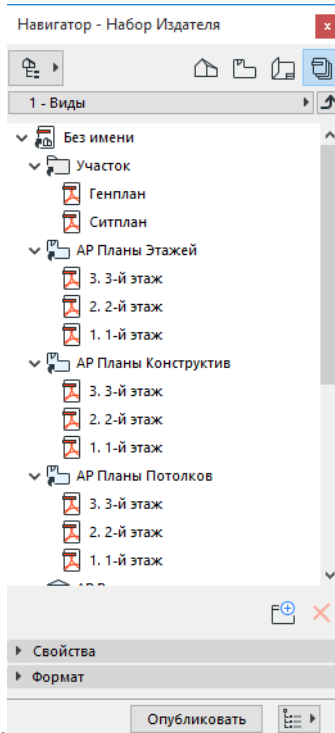 Навигатор - Набор Издателя
1 - Виды
Без имени
Участок
Генплан
Ситплан
АР Планы Этажей
3. 3-й этаж
2. 2-й этаж
1. 1-й этаж
АР Планы Конструктив
3. 3-й этаж
2. 2-й этаж
1. 1-й этаж
АР Планы Потолков
3. 3-й этаж
2. 2-й этаж
1. 1-й этаж
Свойства
Формат
Опубликовать